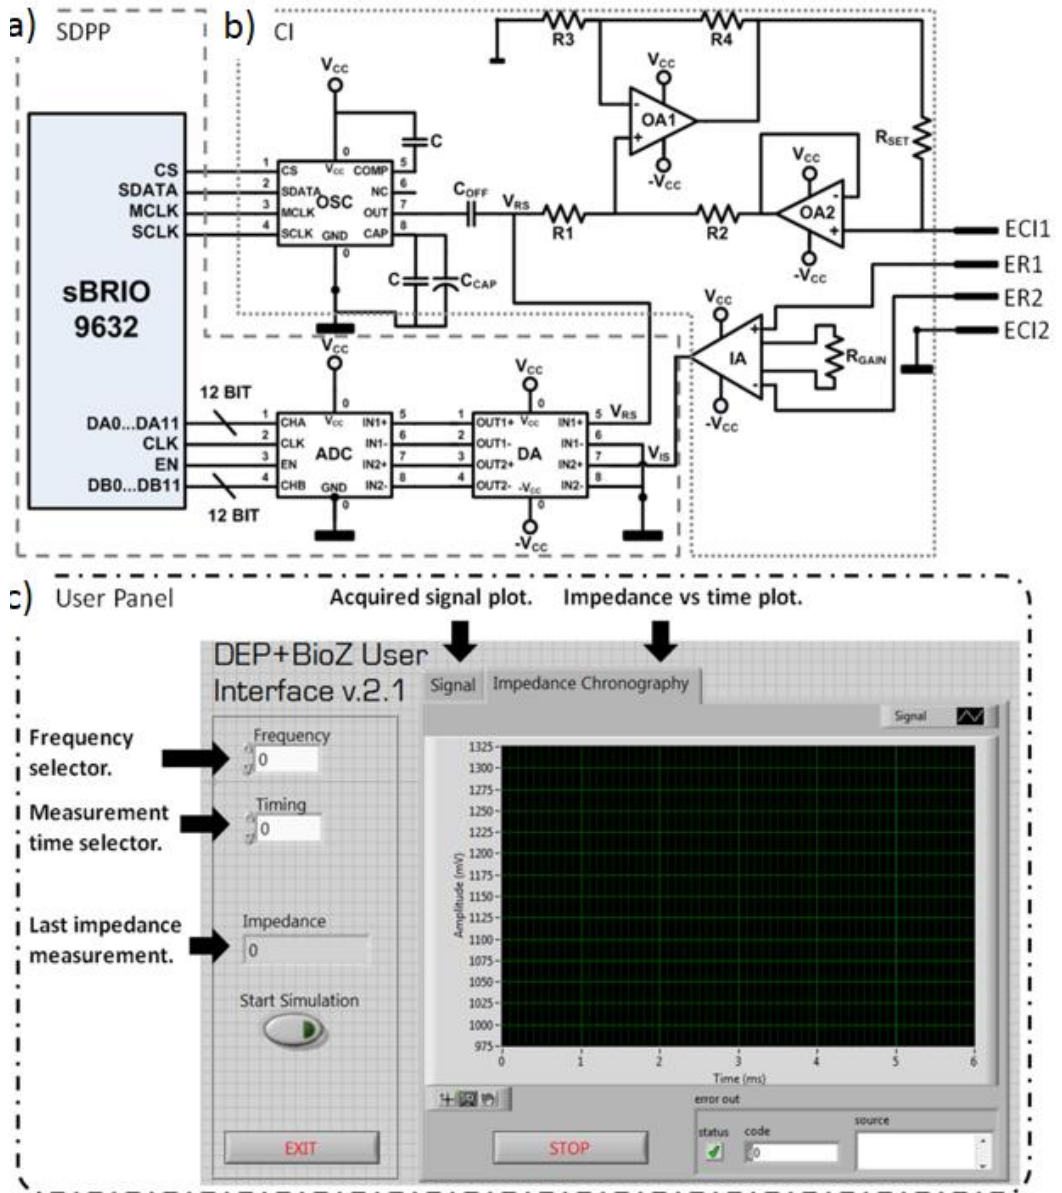 a) SDPP
b) CI
R3
R4
VCC
OA1
-
+
-VCC
RSET
VCC
OA2
-
+
-VCC
R1
R2
VCC
C
0
CS
SDATA
MCLK
SCLK
1
2
3
4
CS
SDATA
MCLK
SCLK
VCC
COMP
OSC
NC
OUT
GND
CAP
5
6
7
8
0
COFF
VRS
C
CCAP
sBRIO
9632
ECI1
ER1
ER2
ECI2
VCC
+
IA
-
RGAIN
-VCC
VCC
0
12 BIT
DA0...DA11
CLK
EN
DB0...DB11
12 BIT
1
2
3
4
CHA
CLK
EN
CHB
VCC
ADC
GND
IN1+
IN1-
IN2+
IN2-
5
6
7
8
0
VCC
0
1
2
3
4
OUT1+
OUT1-
OUT2+
OUT2-
VCC
DA
-VCC
IN1+
IN1-
IN2+
IN2-
5
6
7
8
VRS
VIS
0
-VCC
c) User Panel
Acquired signal plot.
Impedance vs time plot.
DEP+BioZ User
Interface v.2.1
Signal
Impedance Chronography
Signal
Frequency
selector.
Frequency
0
Measurement
time selector.
Timing
0
Last impedance
measurement.
Impedance
0
Start Simulation
EXIT
Amplitude (mV)
1325
1300
1275
1250
1225
1200
1175
1150
1125
1100
1075
1050
1025
1000
975
0
1
2
3
4
5
6
Time (ms)
STOP
error out
status
code
0
source